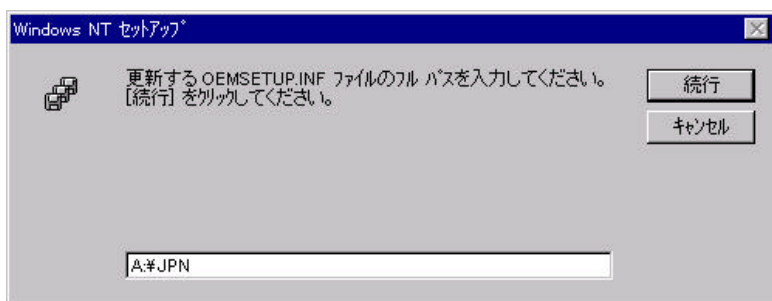 Windows NT ｾｯﾄｱｯﾌﾟ
更新する OEMSETUP.INF ﾌｧｲﾙのﾌﾙ ﾊﾟｽを入力してください。
[続行] をｸﾘｯｸしてください。
続行
ｷｬﾝｾﾙ
A:¥JPN